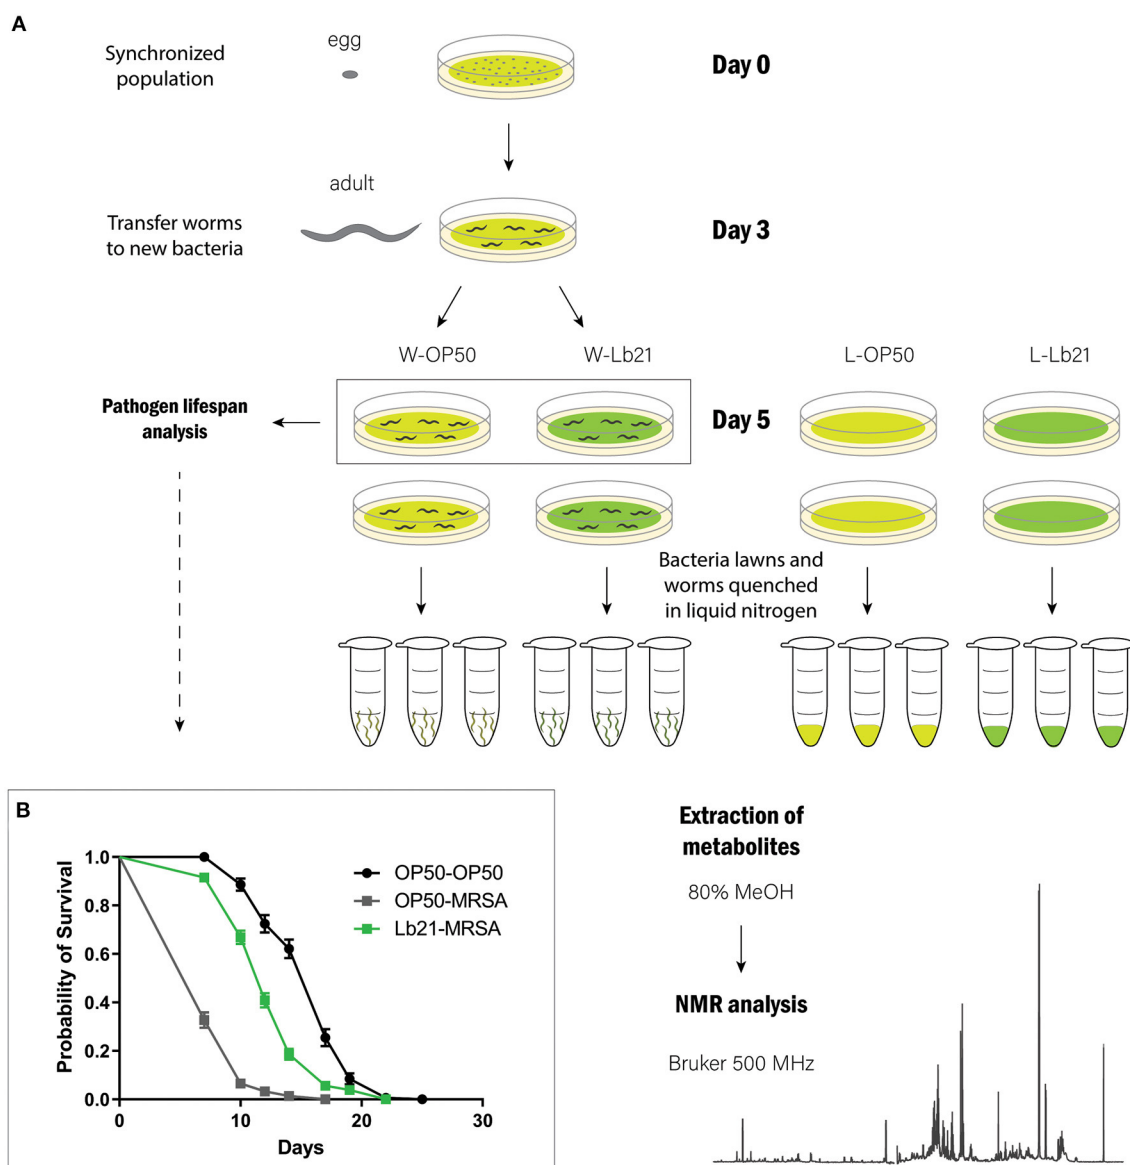 A
Synchronized
population
egg
Day 0
adult
Transfer worms
to new bacteria
Day 3
W-OP50
W-Lb21
L-OP50
L-Lb21
Pathogen lifespan
analysis
Day 5
Bacteria lawns and
worms quenched
in liquid nitrogen
B
Probability of Survival
1.0
0.8
0.6
0.4
0.2
0.0
0
10
20
30
Days
OP50-OP50
OP50-MRSA
Lb21-MRSA
Extraction of
metabolites
80% MeOH
NMR analysis
Bruker 500 MHz